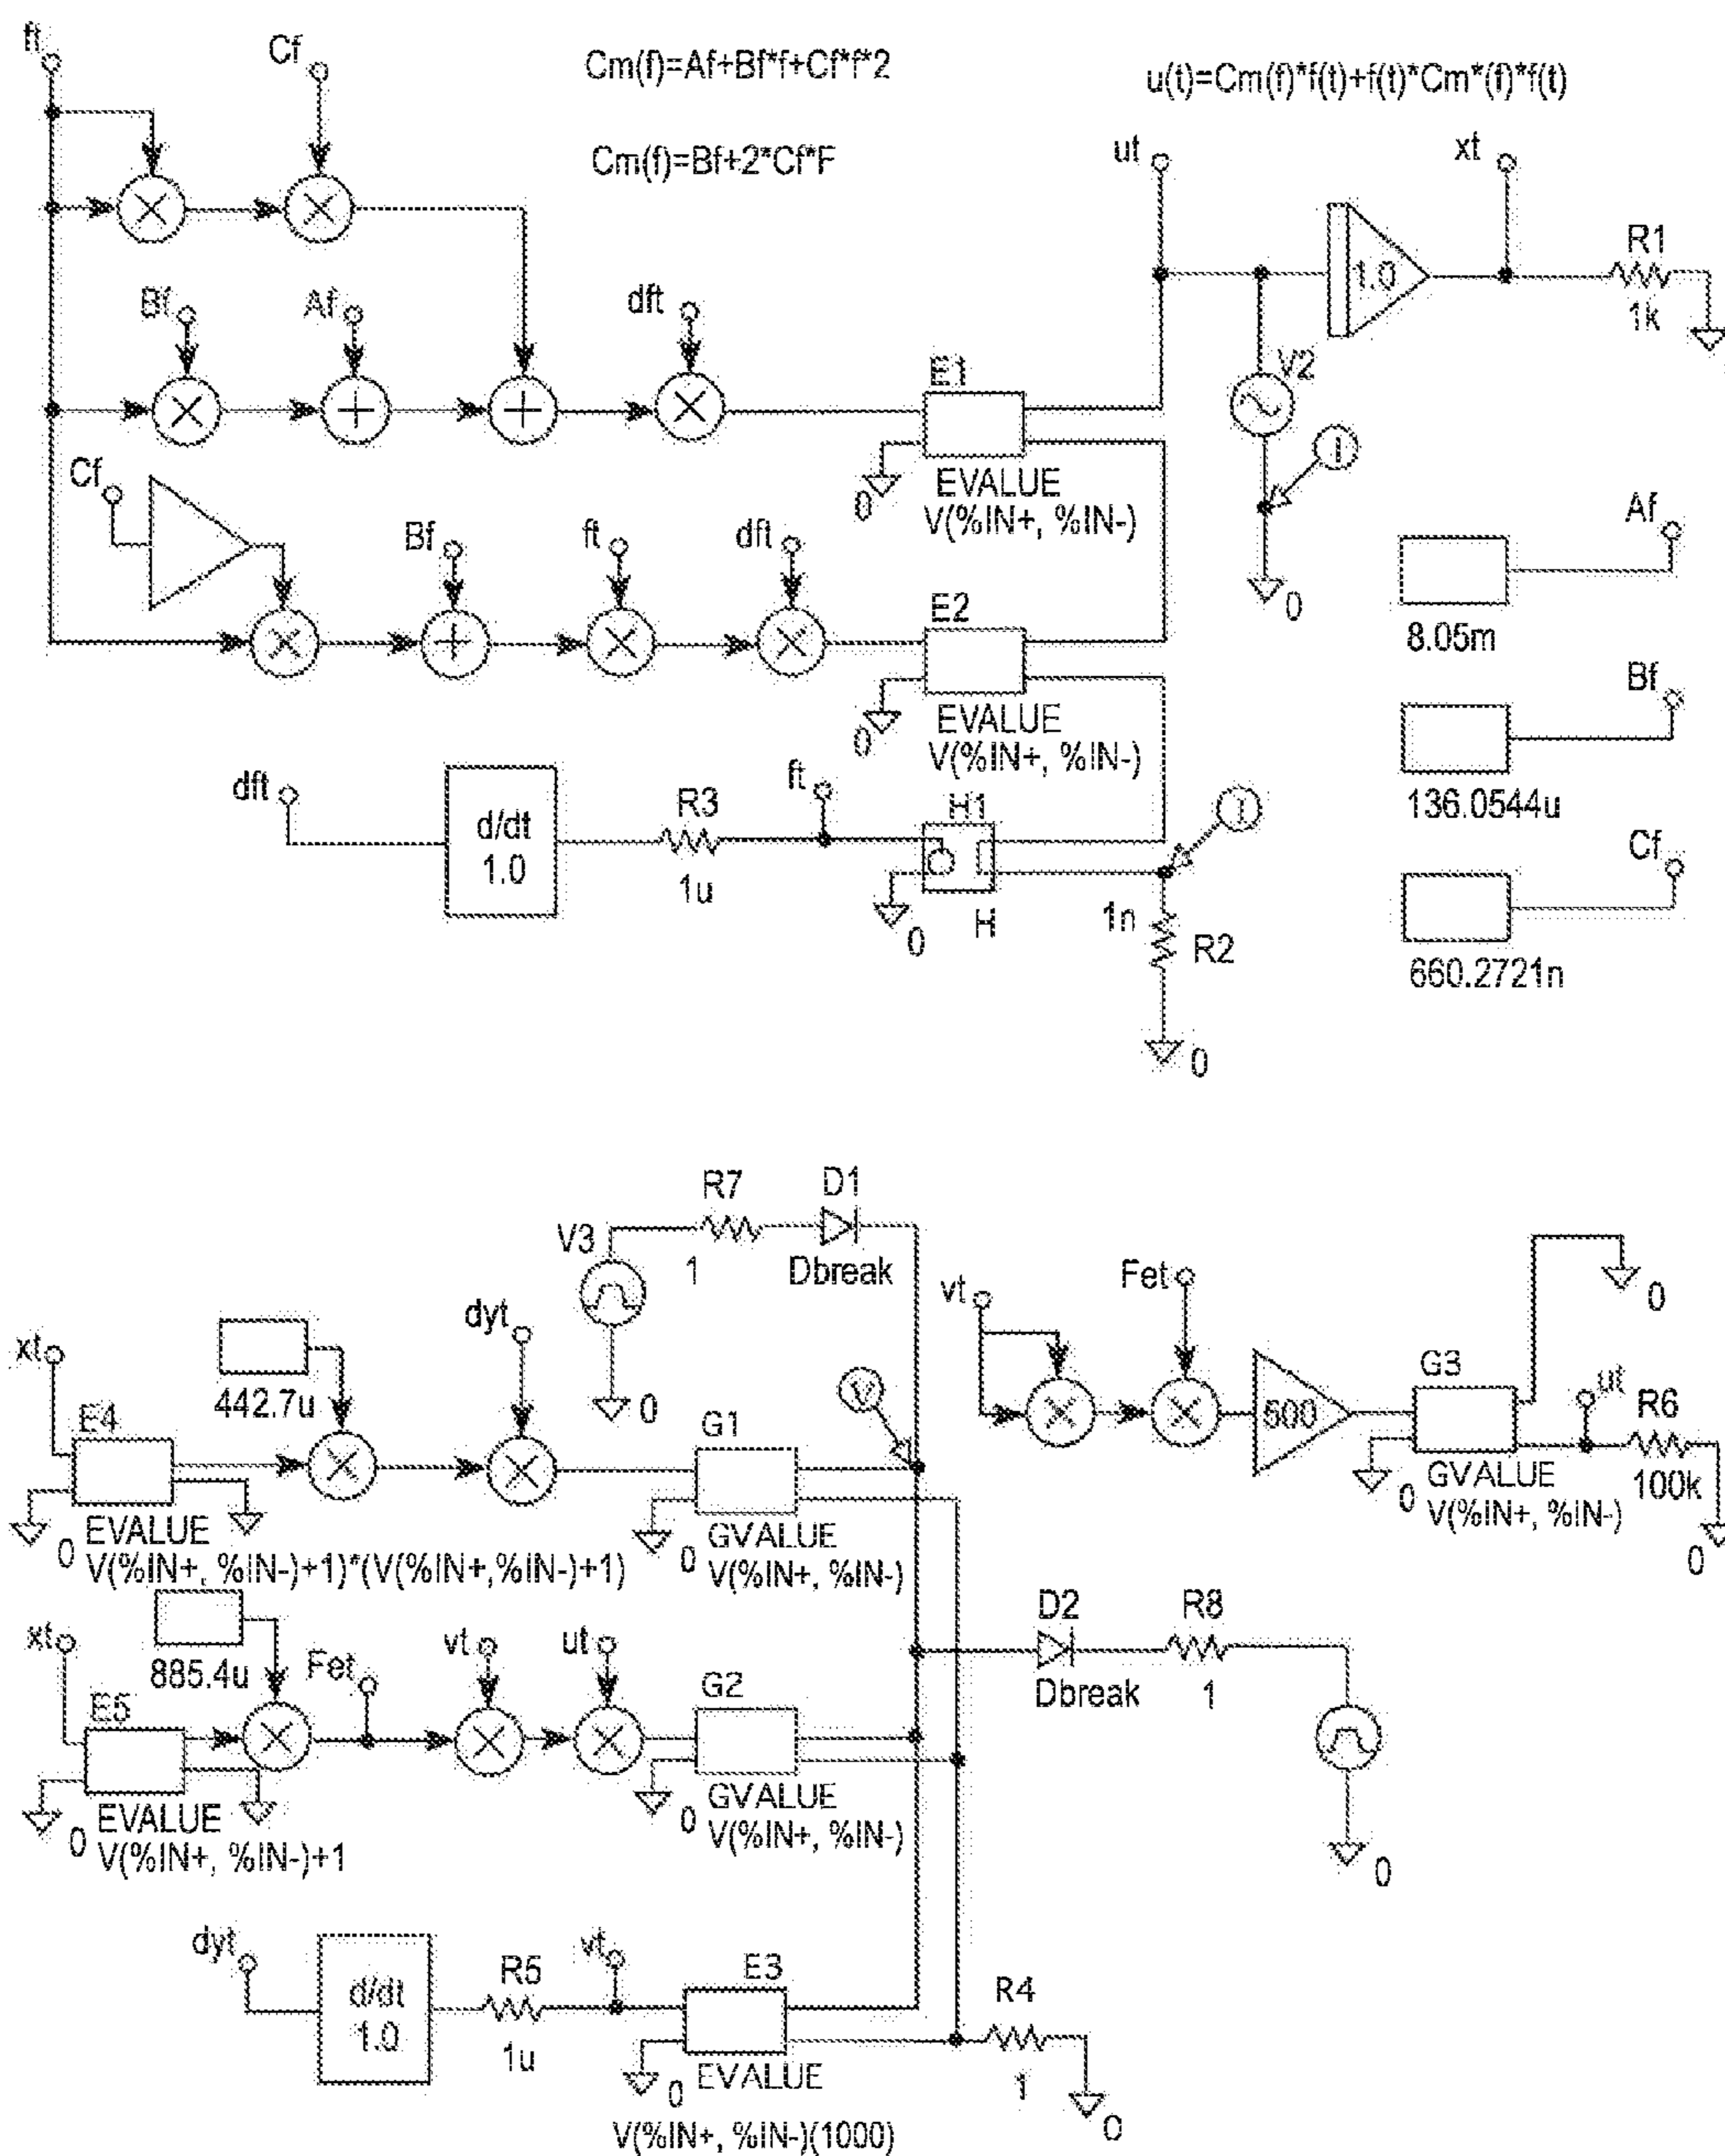 ft
Cf
Cm(f)=Af+Bf*f+Cf*f*2
u(t)=Cm(f)*f(t)+f(t)*Cm*(f)*f(t)
Cm(f)=Bf+2*Cf*F
ut
xt
R1
1k
1.0
V2
I
Bf
Af
dft
E1
0
EVALUE
V(%IN+, %IN-)
Cf
Bf
ft
dft
E2
0
EVALUE
V(%IN+, %IN-)
0
Af
8.05m
Bf
136.0544u
Cf
660.2721n
dft
d/dt
1.0
R3
1u
ft
H1
H
0
I
1n
R2
0
R7
D1
V3
1
Dbreak
0
xt
442.7u
dyt
E4
0
EVALUE
V(%IN+, %IN-)+1)*(V(%IN+,%IN-)+1)
G1
V
0
GVALUE
V(%IN+, %IN-)
vt
Fet
500
G3
0
ut
R6
100k
0
0
GVALUE
V(%IN+, %IN-)
xt
885.4u
Fet
vt
ut
E5
0
EVALUE
V(%IN+, %IN-)+1
G2
0
GVALUE
V(%IN+, %IN-)
D2
R8
Dbreak
1
0
dyt
d/dt
1.0
R5
1u
vt
E3
0
EVALUE
V(%IN+, %IN-)(1000)
R4
1
0